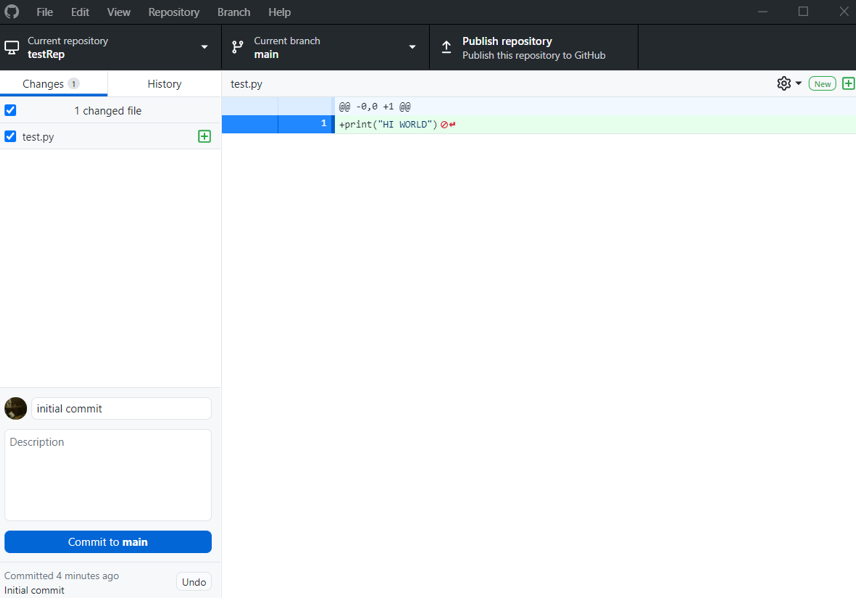 File Edit View Repository Branch Help
Current repository
testRep
Current branch
main
Publish repository
Publish this repository to GitHub
Changes 1
History
test.py
New
1 changed file
@@ -0,0 +1 @@
test.py
1 +print("HI WORLD")
initial commit
Description
Commit to main
Committed 4 minutes ago
Initial commit
Undo